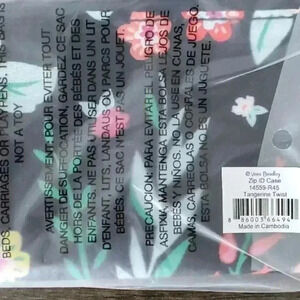 BEDS, CARRIAGES OR PLAYPENS. THIS BAG IS
NOT A TOY
AVERTISSEMENT: POUR EVITER TOUT
DANGER DE SUFFOCATION, GARDEZ CE SAC
HORS DE LA PORTÉE DES BÉBÉS ET DES
ENFANTS, NE PAS UTILISER DANS UN LIT
D'ENFANT, LITS, LANDAUS OU PARCS POUR
BÉBÉS, CE SAC N'EST PAS UN JOUET.
PRECAUCION: PARA EVITAR EL PELIGRO DE
ASFIXIA, MANTENGA ESTA BOLSA LEJOS DE
BEBÉS Y NIÑOS. NO LA USE EN CUNAS,
CAMAS, CARREOLAS O CORRALES DE JUEGO.
ESTA BOLSA NO ES UN JUGUETE.
© Vera Bradley
Zip ID Case
14559-R45
Tangerine Twist
8 86003 66494
Made in Cambodia